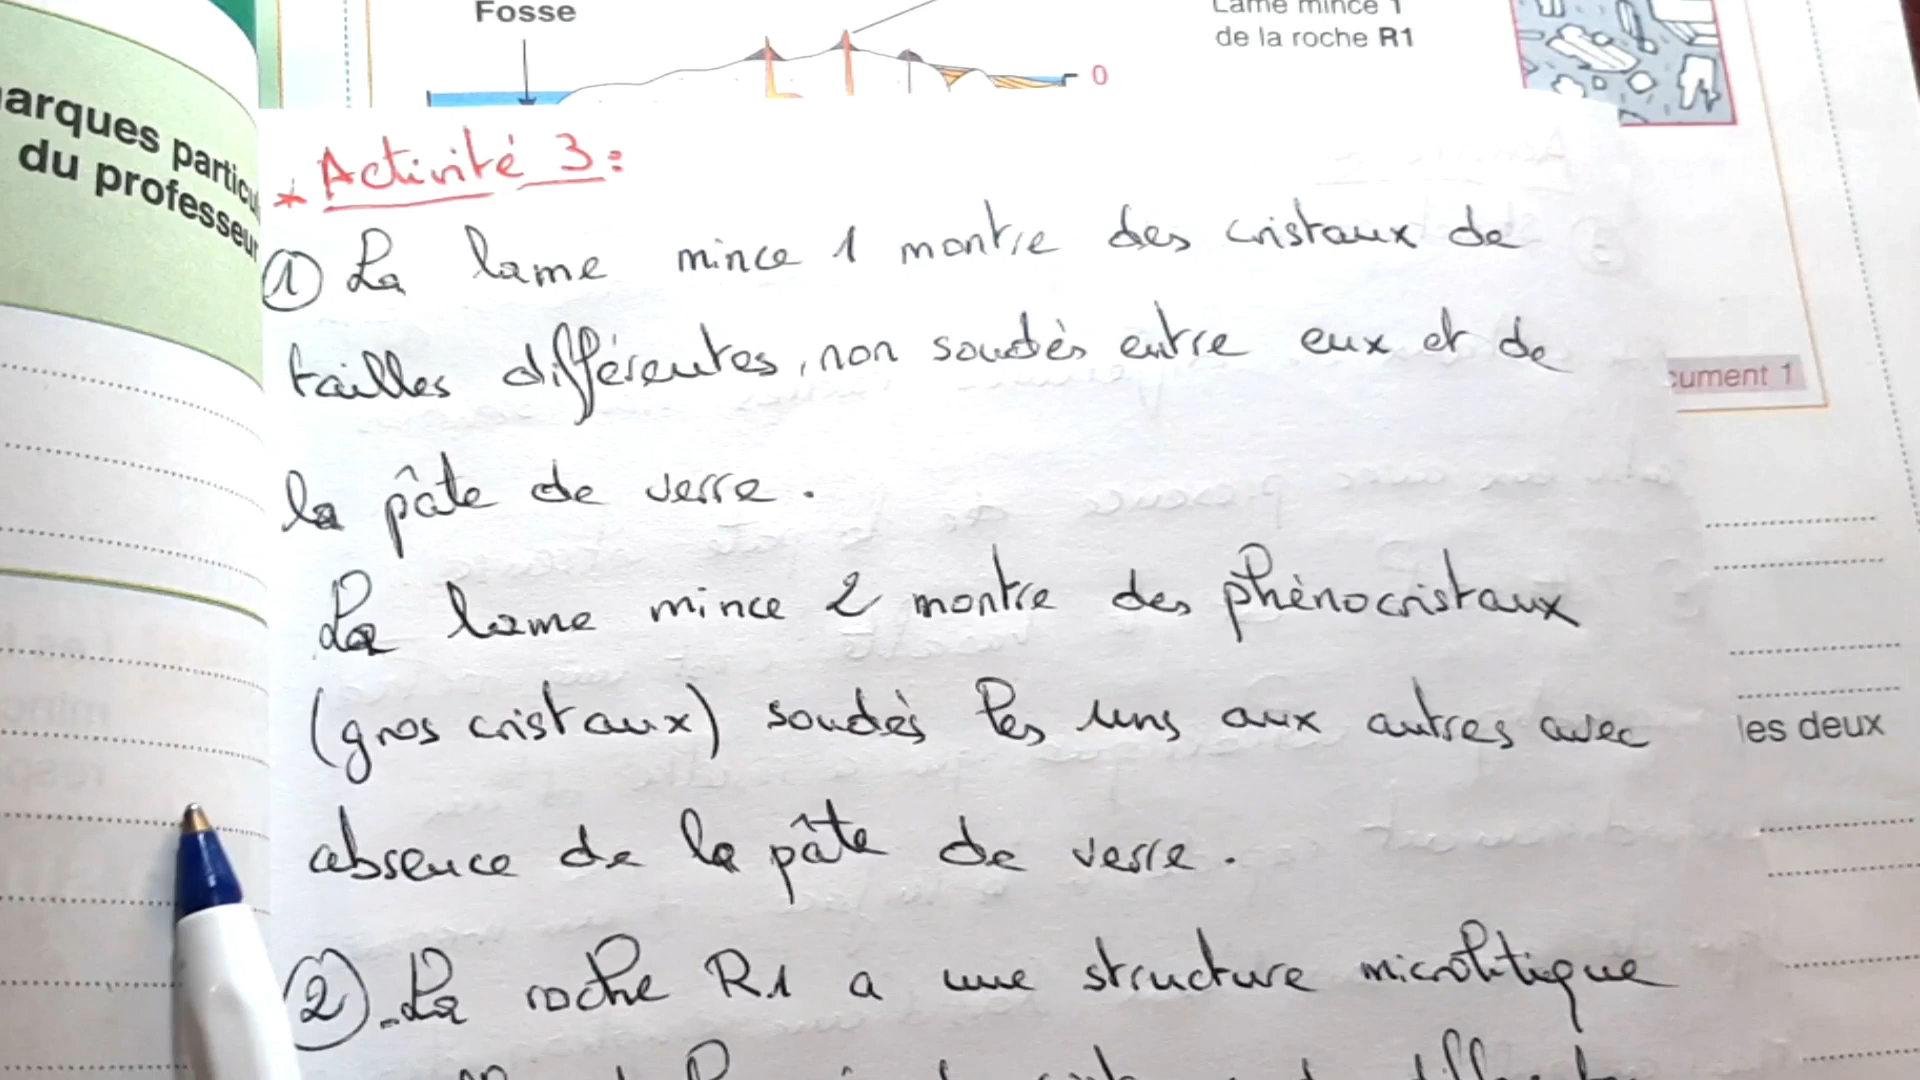 Fosse
Lame mince 1
de la roche R1
0
arques particu
du professeur
* Activité 3:
1 La lame mince 1 montre des cristaux de
tailles différentes, non soudés entre eux et de
la pâte de verre.
La lame mince 2 montre des phénocristaux
(gros cristaux) soudés les uns aux autres avec
absence de la pâte de verre.
2 - La roche R1 a une structure microlitique
cument 1
les deux